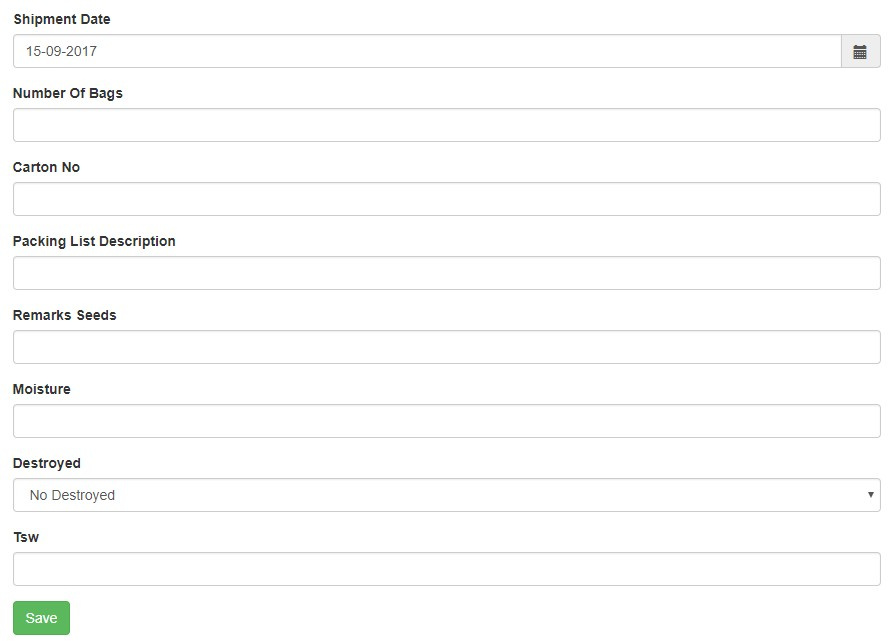 Shipment Date
15-09-2017
Number Of Bags
Carton No
Packing List Description
Remarks Seeds
Moisture
Destroyed
No Destroyed
Tsw
Save